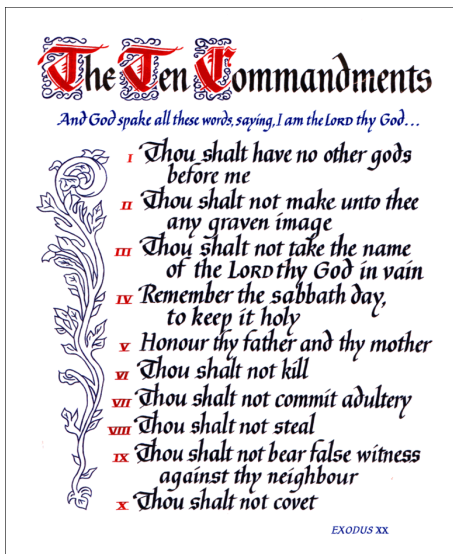 The Ten Commandments
And God spake all these words, saying, I am the LORD thy God...
I Thou shalt have no other gods
before me
II Thou shalt not make unto thee
any graven image
III Thou shalt not take the name
of the LORD thy God in vain
IV Remember the sabbath day,
to keep it holy
V Honour thy father and thy mother
VI Thou shalt not kill
VII Thou shalt not commit adultery
VIII Thou shalt not steal
IX Thou shalt not bear false witness
against thy neighbour
X Thou shalt not covet
EXODUS XX